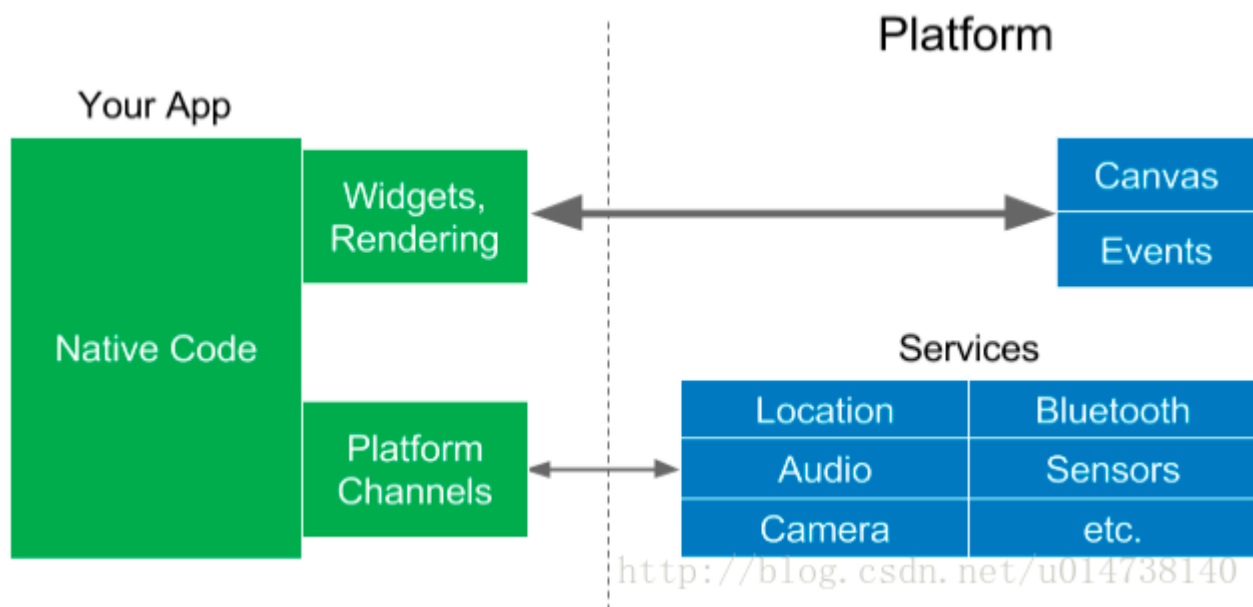 Platform
Your App
Widgets,
Rendering
Canvas
Events
Native Code
Services
Platform
Channels
Location
Bluetooth
Audio
Sensors
Camera
etc.
http://blog.csdn.net/u014738140